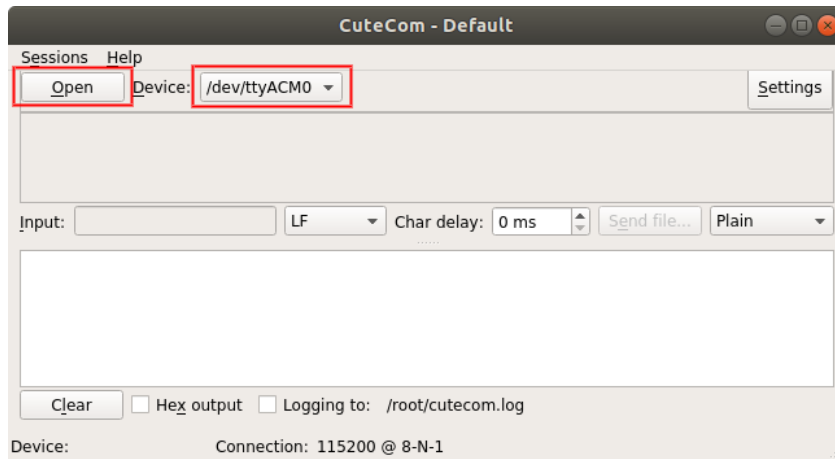 CuteCom - Default
Sessions Help
Open Device: /dev/ttyACM0 Settings
Input: LF Char delay: 0 ms Send file... Plain
Clear Hex output Logging to: /root/cutecom.log
Device: Connection: 115200 @ 8-N-1